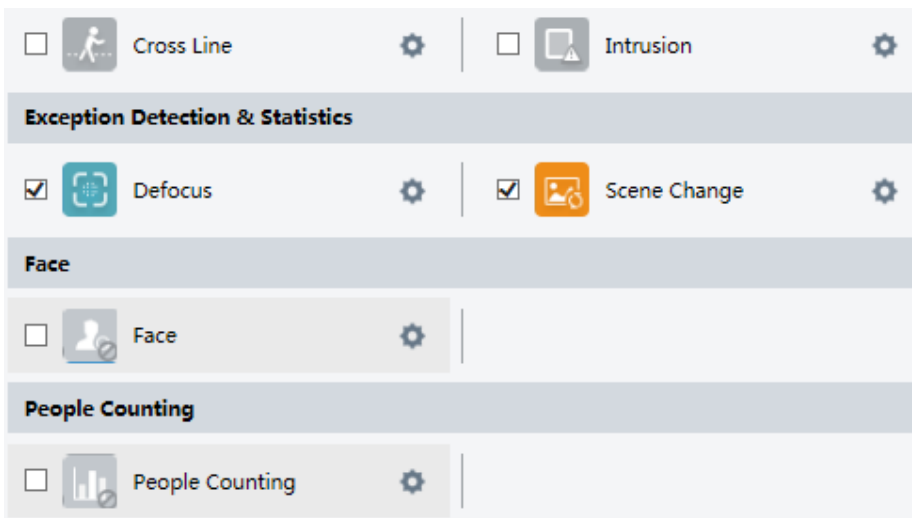 Cross Line
Intrusion
Exception Detection & Statistics
Defocus
Scene Change
Face
Face
People Counting
People Counting